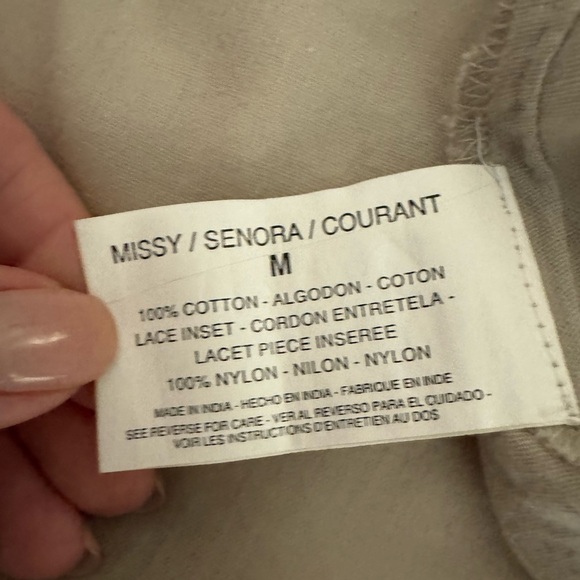 MISSY / SENORA / COURANT
M
100% COTTON - ALGODON - COTON
LACE INSET - CORDON ENTRETELA -
LACET PIECE INSEREE
100% NYLON - NILON - NYLON
MADE IN INDIA - HECHO EN INDIA - FABRIQUE EN INDE
SEE REVERSE FOR CARE - VER AL REVERSO PARA EL CUIDADO -
VOIR LES INSTRUCTIONS D'ENTRETIEN AU DOS